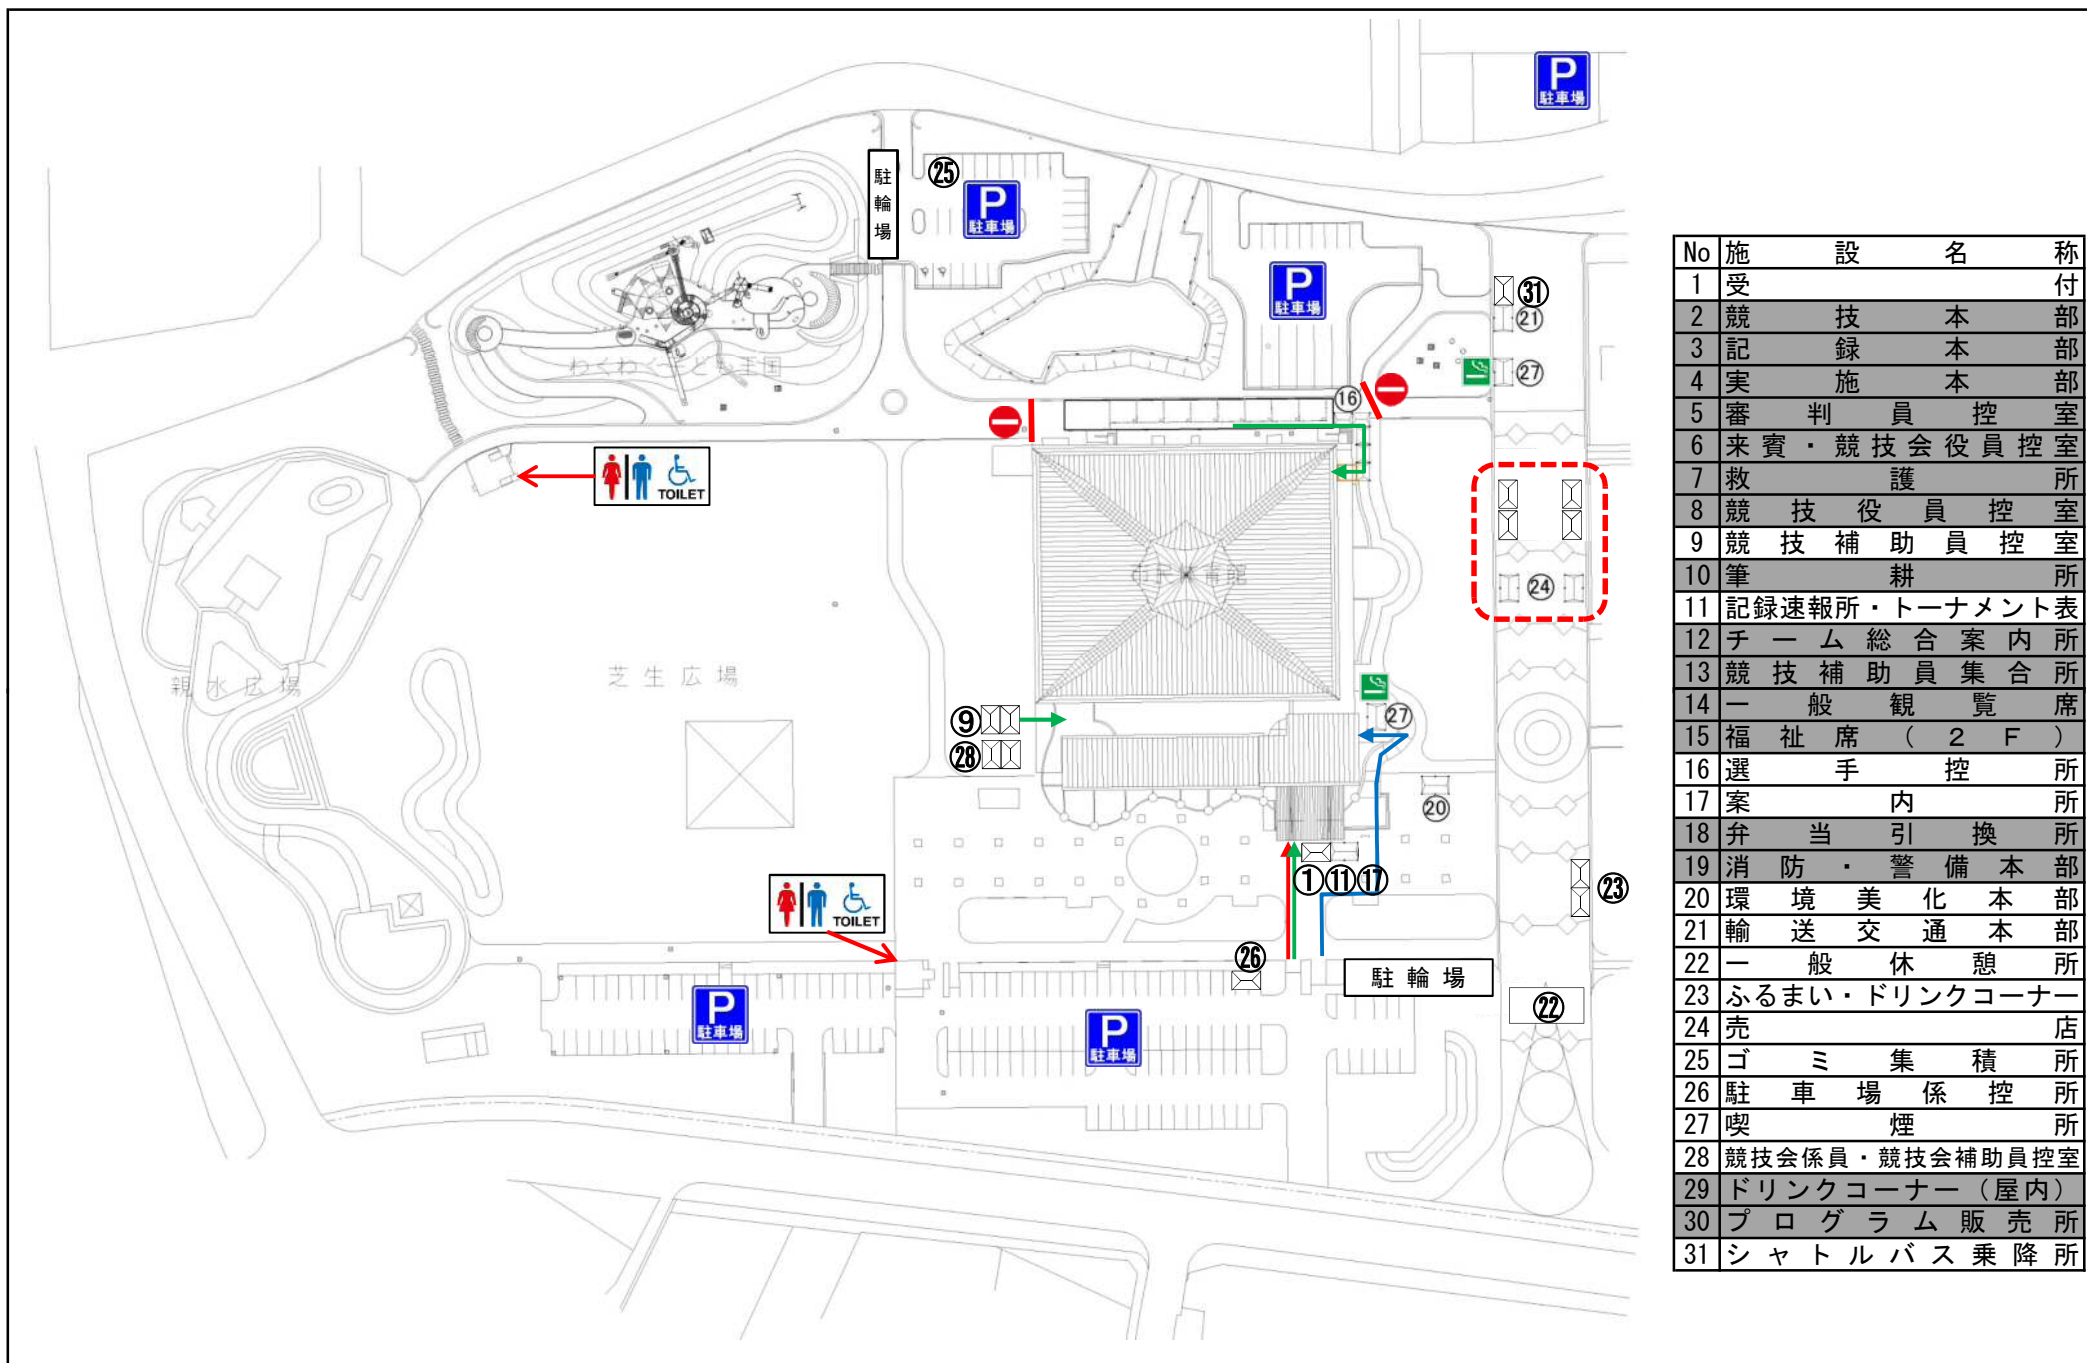 P
駐車場
駐輪場
㉕
P
駐車場
P
駐車場
㉛
㉑
㉗
わくわくこども王国
⑯
TOILET
㉔
芝生広場
親水広場
㉗
⑨
㉘
⑳
①
⑪
⑰
㉓
TOILET
㉖
駐輪場
㉒
P
駐車場
P
駐車場
No 施設名称
1 受付
2 競技本部
3 記録本部
4 実施本部
5 審判員控室
6 来賓・競技会役員控室
7 救護所
8 競技役員控室
9 競技補助員控室
10 筆耕所
11 記録速報所・トーナメント表
12 チーム総合案内所
13 競技補助員集合所
14 一般観覧席
15 福祉席(2F)
16 選手控所
17 案内所
18 弁当引換所
19 消防・警備本部
20 環境美化本部
21 輸送交通本部
22 一般休憩所
23 ふるまい・ドリンクコーナー
24 売店
25 ゴミ集積所
26 駐車場係控所
27 喫煙所
28 競技会係員・競技会補助員控室
29 ドリンクコーナー(屋内)
30 プログラム販売所
31 シャトルバス乗降所